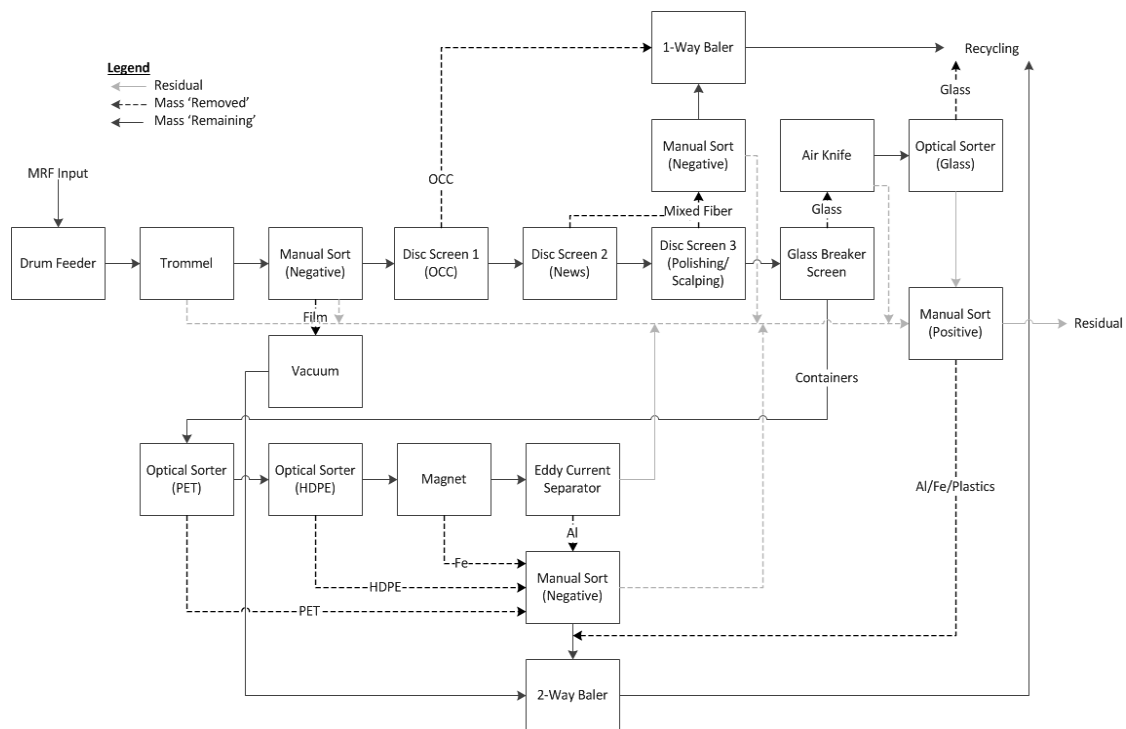 1-Way Baler
Recycling
Legend
Residual
Mass ‘Removed’
Mass ‘Remaining’
Glass
Manual Sort
(Negative)
Air Knife
Optical Sorter
(Glass)
OCC
MRF Input
Mixed Fiber
Glass
Drum Feeder
Trommel
Manual Sort
(Negative)
Disc Screen 1
(OCC)
Disc Screen 2
(News)
Disc Screen 3
(Polishing/
Scalping)
Glass Breaker
Screen
Manual Sort
(Positive)
Residual
Film
Vacuum
Containers
Optical Sorter
(PET)
Optical Sorter
(HDPE)
Magnet
Eddy Current
Separator
Al/Fe/Plastics
Al
Fe
Manual Sort
(Negative)
HDPE
PET
2-Way Baler